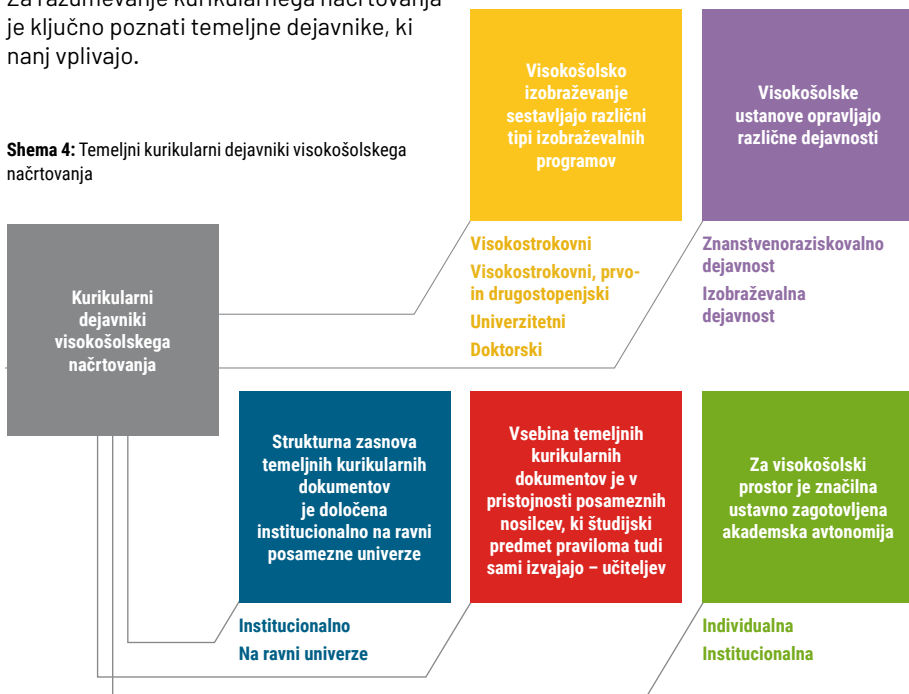 Za razumevanje kurikularnega načrtovanja
je ključno poznati temeljne dejavnike, ki
nanj vplivajo.
Shema 4: Temeljni kurikularni dejavniki visokošolskega
načrtovanja
Kurikularni
dejavniki
visokošolskega
načrtovanja
Visokošolsko
izobraževanje
sestavljajo različni
tipi izobraževalnih
programov
Visokostrokovni
Visokostrokovni, prvo-
in drugostopenjski
Univerzitetni
Doktorski
Visokošolske
ustanove opravljajo
različne dejavnosti
Znanstvenoraziskovalno
dejavnost
Izobraževalna
dejavnost
Strukturna zasnova
temeljnih kurikularnih
dokumentov
je določena
institucionalno na ravni
posamezne univerze
Institucionalno
Na ravni univerze
Vsebina temeljnih
kurikularnih
dokumentov je v
pristojnosti posameznih
nosilcev, ki študijski
predmet praviloma tudi
sami izvajajo – učiteljev
Za visokošolski
prostor je značilna
ustavno zagotovljena
akademska avtonomija
Individualna
Institucionalna